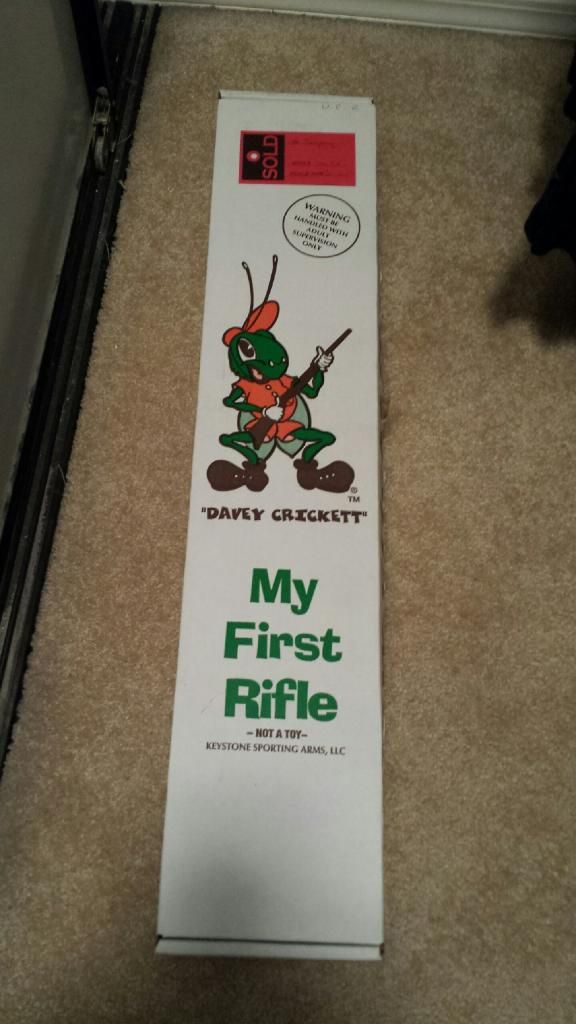 SOLD
WARNING
MUST BE
HANDLED WITH
ADULT
SUPERVISION
ONLY
®
TM
"DAVEY CRICKETT"
My
First
Rifle
– NOT A TOY–
KEYSTONE SPORTING ARMS, LLC